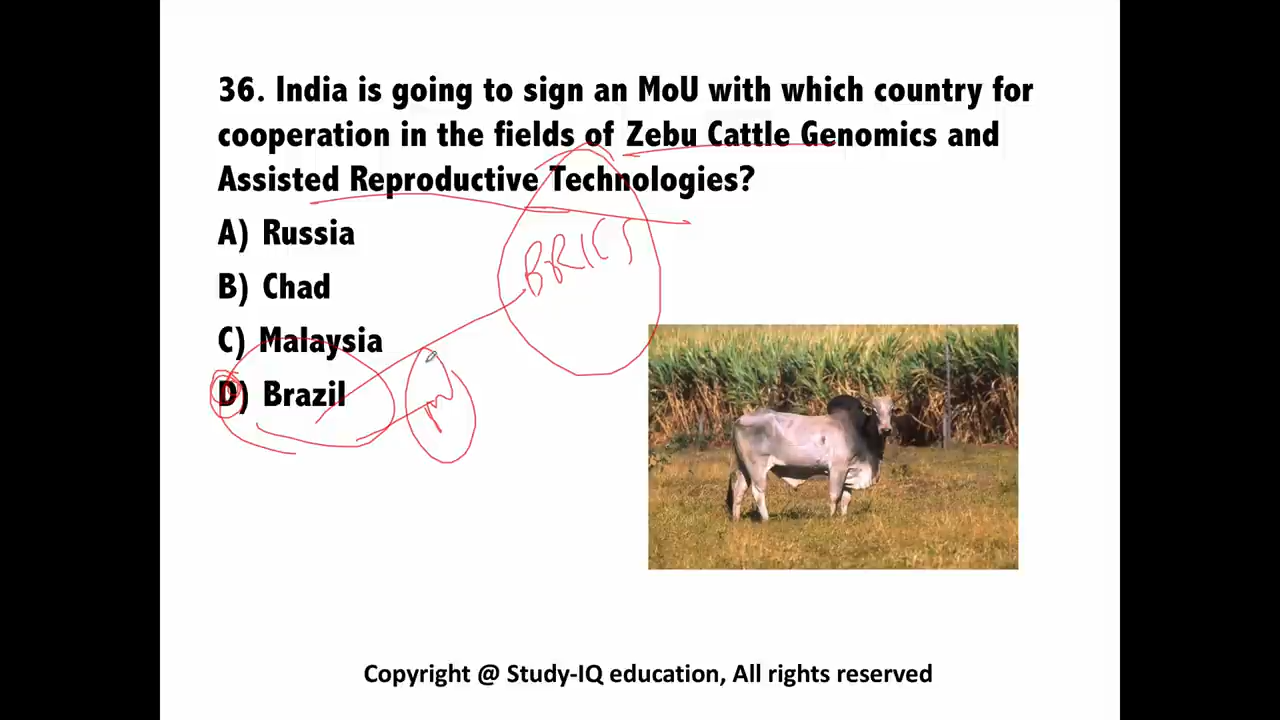 36. India is going to sign an MoU with which country for
cooperation in the fields of Zebu Cattle Genomics and
Assisted Reproductive Technologies?
A) Russia
BRICS
B) Chad
C) Malaysia
D) Brazil
Copyright @ Study-IQ education, All rights reserved